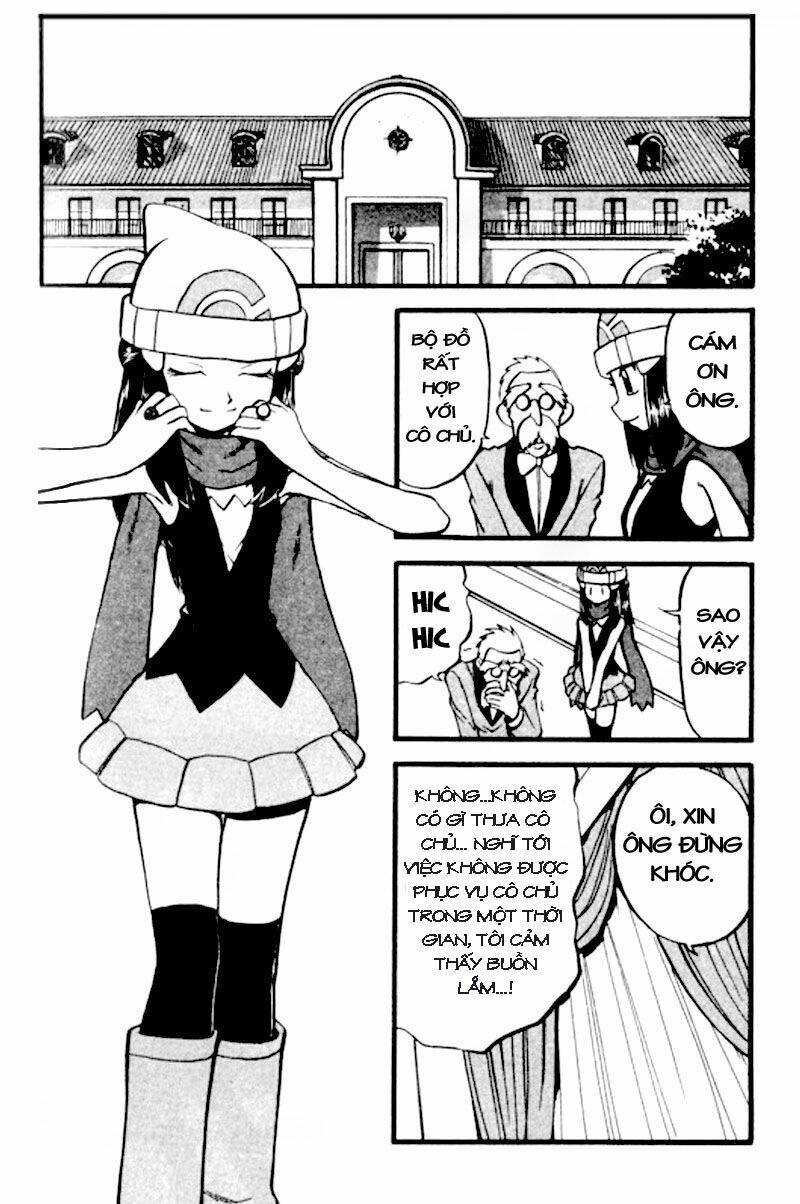 CÁM
ƠN
ÔNG.
BỘ ĐỒ
RẤT
HỢP
VỚI
CÔ CHỦ.
SAO
VẬY
ÔNG?
HIC
HIC
ÔI, XIN
ÔNG ĐỪNG
KHÓC.
KHÔNG...KHÔNG
CÓ GÌ THƯA CÔ
CHỦ... NGHĨ TỚI
VIỆC KHÔNG ĐƯỢC
PHỤC VỤ CÔ CHỦ
TRONG MỘT THỜI
GIAN, TÔI CẢM
THẤY BUỒN
LẮM...!